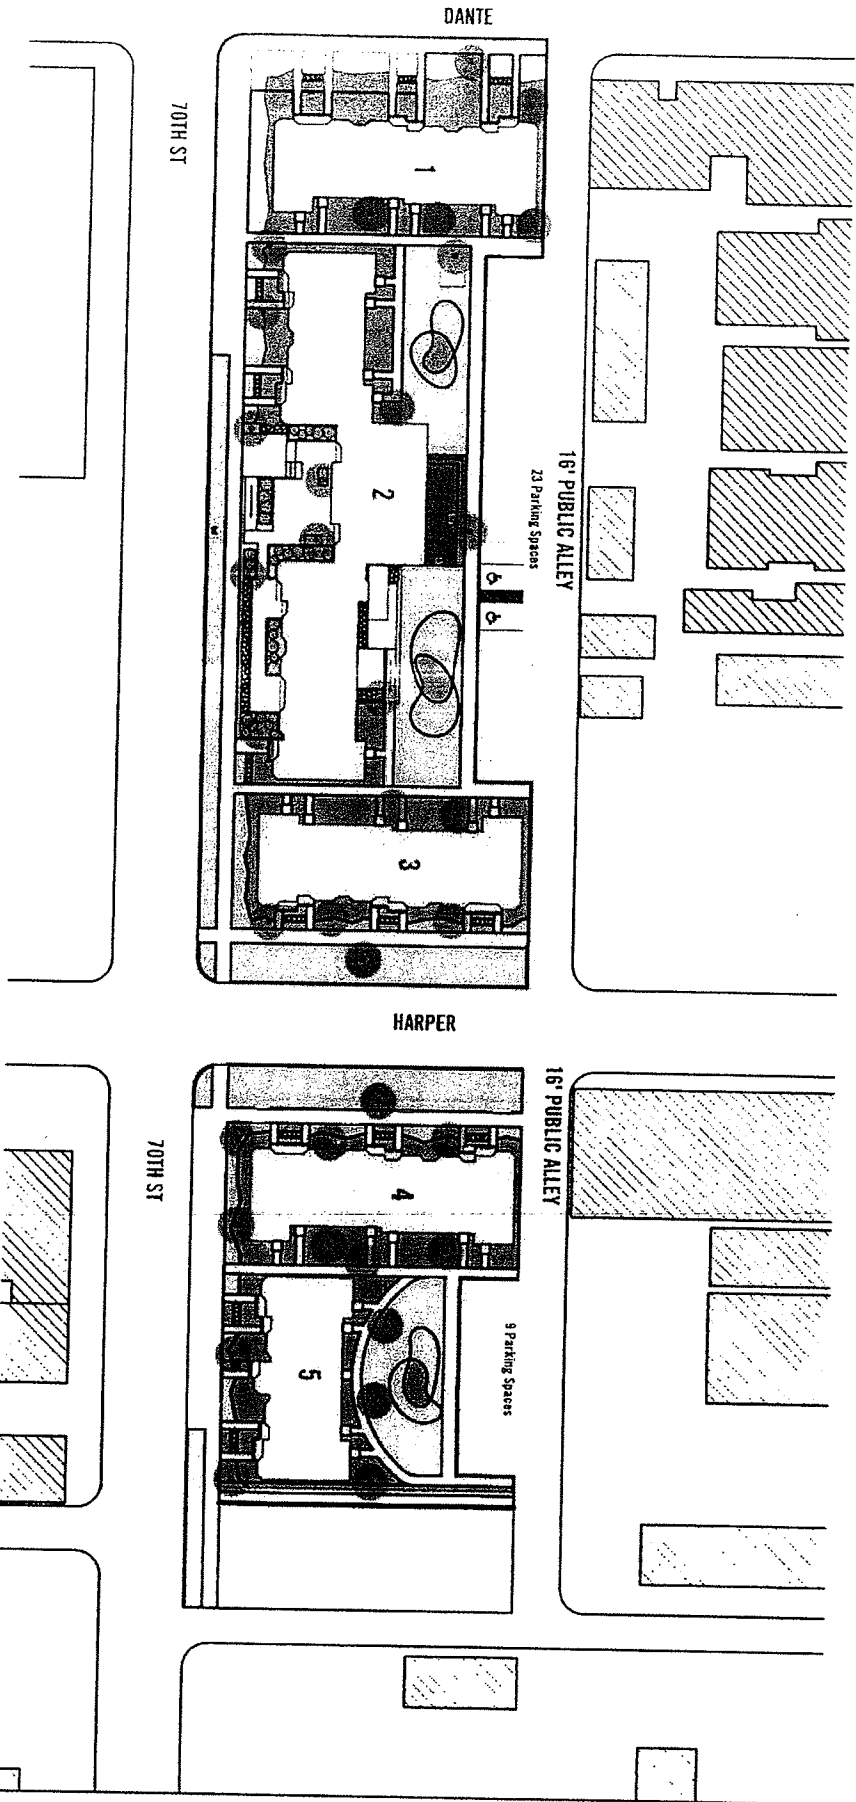 DANTE
70TH ST
1
2
23 Parking Spaces
16' PUBLIC ALLEY
3
HARPER
16' PUBLIC ALLEY
70TH ST
4
9 Parking Spaces
5